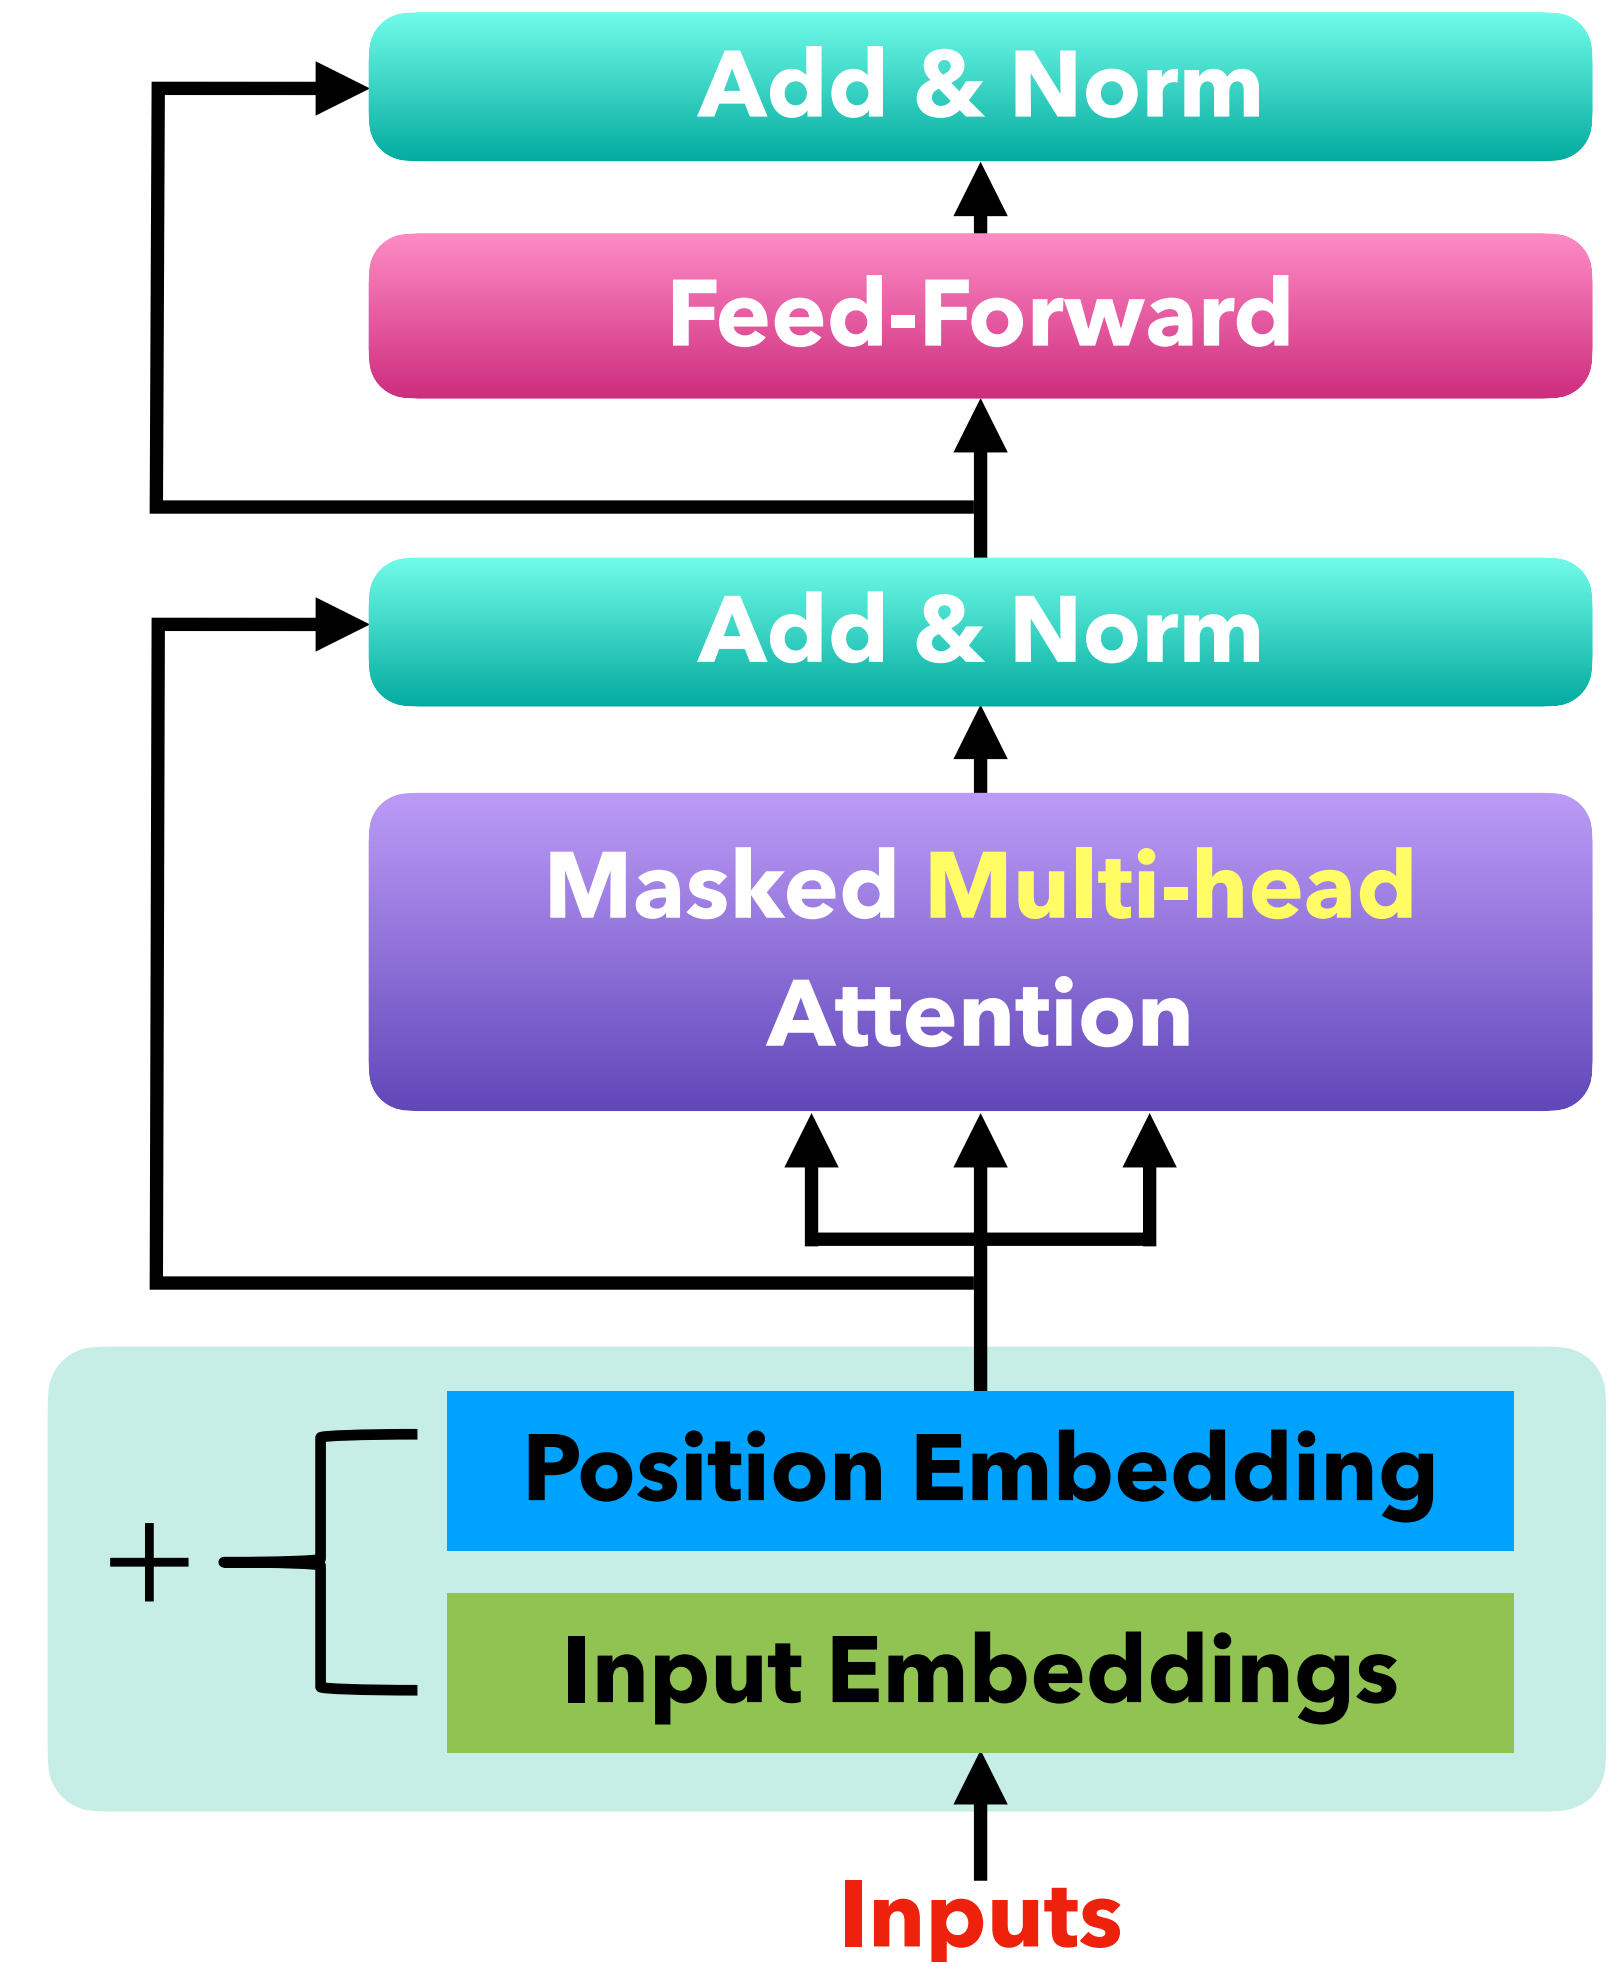 Add & Norm
Feed-Forward
Add & Norm
Masked Multi-head
Attention
Position Embedding
+
Input Embeddings
Inputs